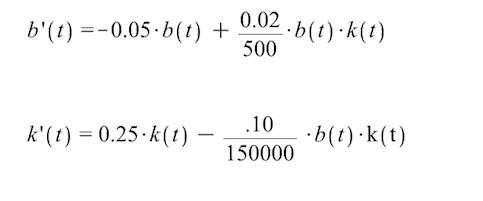 b'(t) = -0.05·b(t) + 0.02/500 ·b(t)·k(t)
k'(t) = 0.25·k(t) − .10/150000 ·b(t)·k(t)